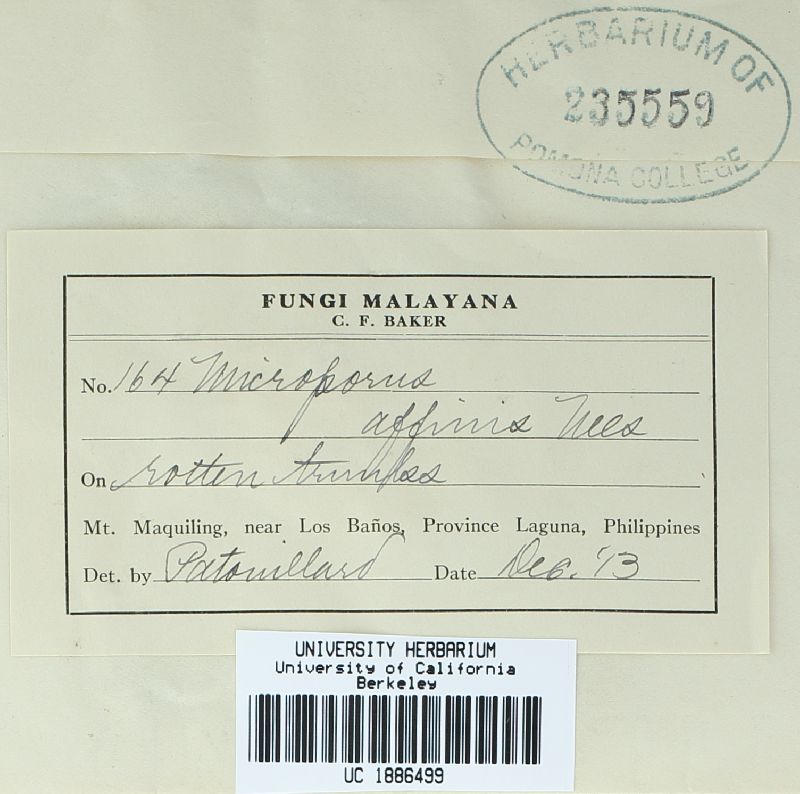 HERBARIUM OF
235559
POMONA COLLEGE
FUNGI MALAYANA
C. F. BAKER
No. 164 Microporus
affinis Nees
On rotten trunks
Mt. Maquiling, near Los Baños, Province Laguna, Philippines
Det. by Patouillard Date Dec. '13
UNIVERSITY HERBARIUM
University of California
Berkeley
UC 1886499